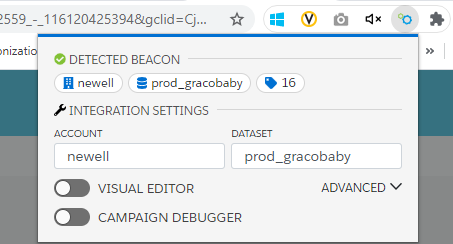 2559_-_116120425394&gclid=Cj...
onization
DETECTED BEACON
newell prod_gracobaby 16
INTEGRATION SETTINGS
ACCOUNT DATASET
newell prod_gracobaby
VISUAL EDITOR ADVANCED
CAMPAIGN DEBUGGER